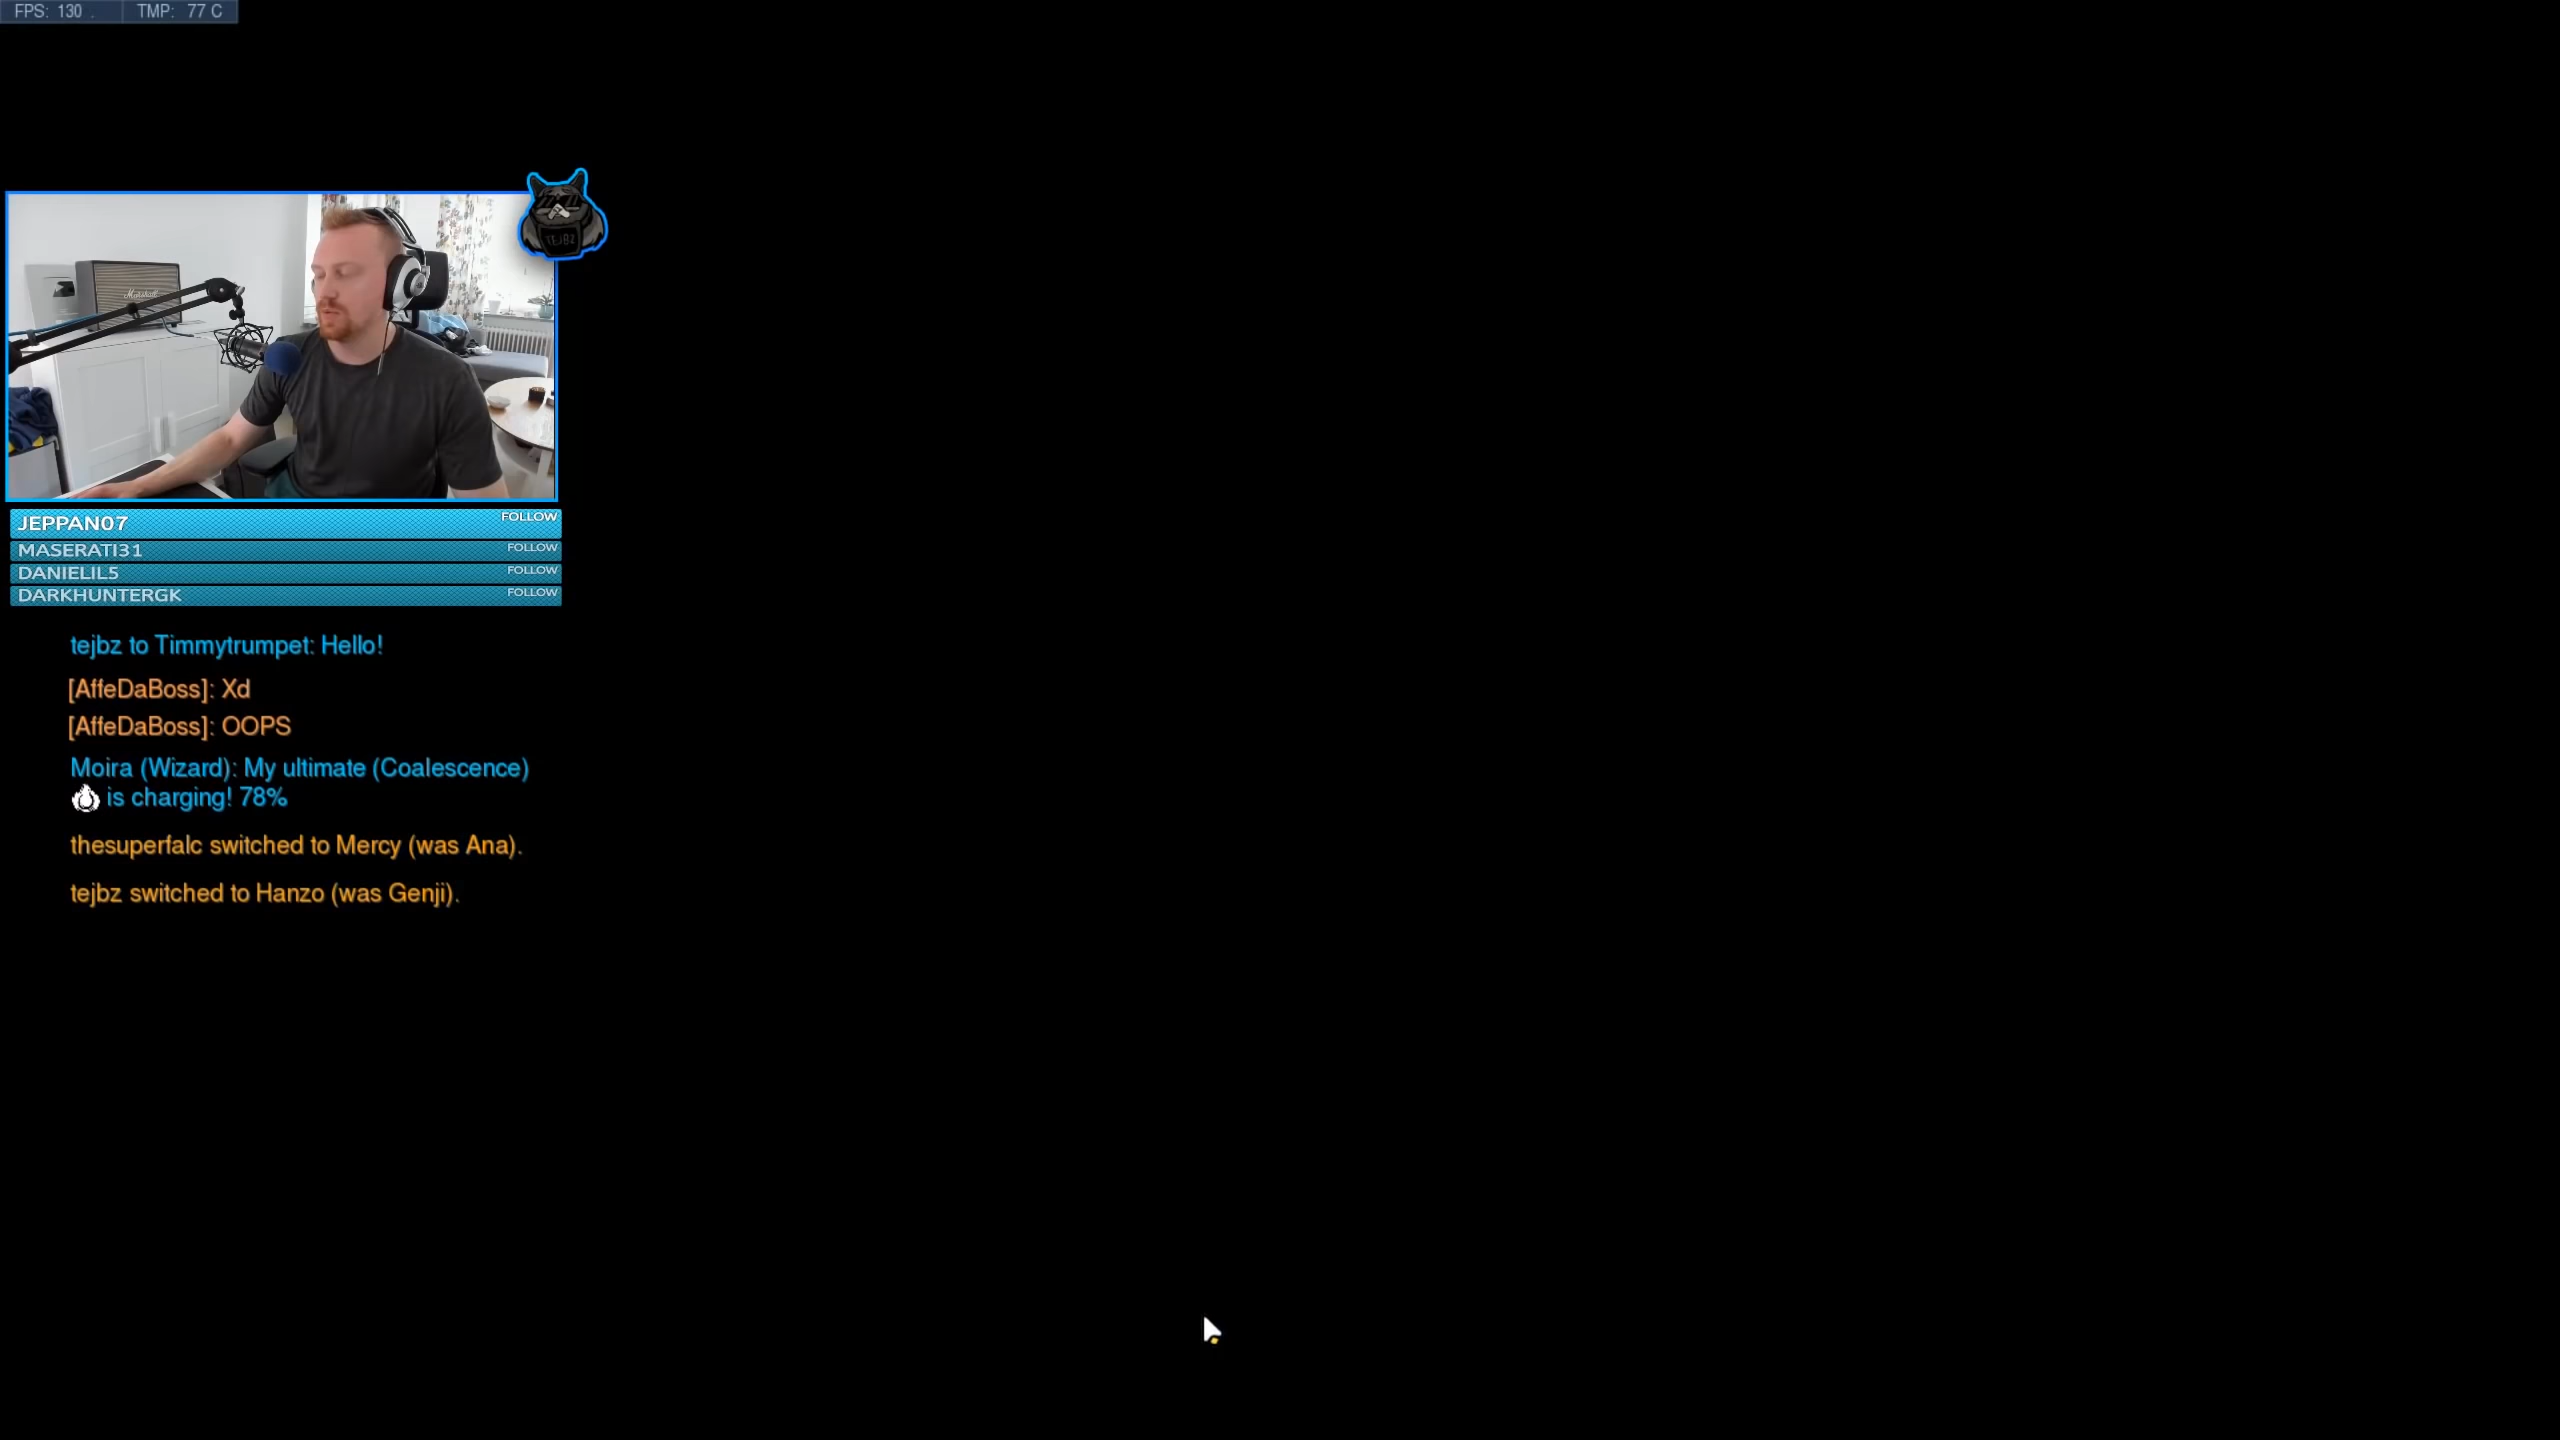 FPS: 130 TMP: 77 C
TEJBZ
Marshall
JEPPAN07 FOLLOW
MASERATI31 FOLLOW
DANIELIL5 FOLLOW
DARKHUNTERGK FOLLOW
tejbz to Timmytrumpet: Hello!
[AffeDaBoss]: Xd
[AffeDaBoss]: OOPS
Moira (Wizard): My ultimate (Coalescence)
is charging! 78%
thesuperfalc switched to Mercy (was Ana).
tejbz switched to Hanzo (was Genji).